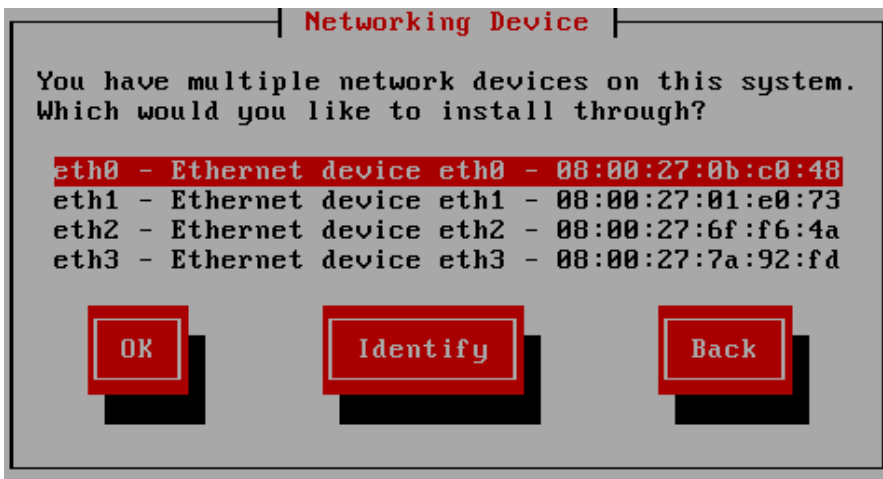 Networking Device
You have multiple network devices on this system.
Which would you like to install through?
eth0 - Ethernet device eth0 - 08:00:27:0b:c0:48
eth1 - Ethernet device eth1 - 08:00:27:01:e0:73
eth2 - Ethernet device eth2 - 08:00:27:6f:f6:4a
eth3 - Ethernet device eth3 - 08:00:27:7a:92:fd
OK Identify Back